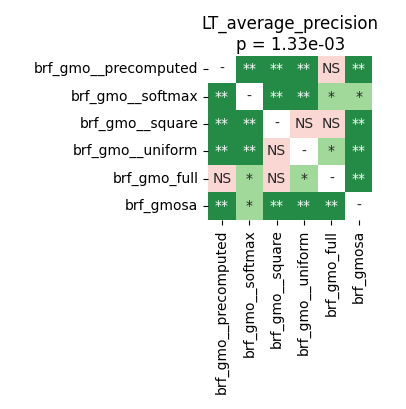 LT_average_precision
p = 1.33e-03
brf_gmo__precomputed - ** ** ** NS **
brf_gmo__softmax ** - ** ** * *
brf_gmo__square ** ** - NS NS **
brf_gmo__uniform ** ** NS - * **
brf_gmo_full NS * NS * - **
brf_gmosa ** * ** ** ** -
brf_gmo__precomputed
brf_gmo__softmax
brf_gmo__square
brf_gmo__uniform
brf_gmo_full
brf_gmosa